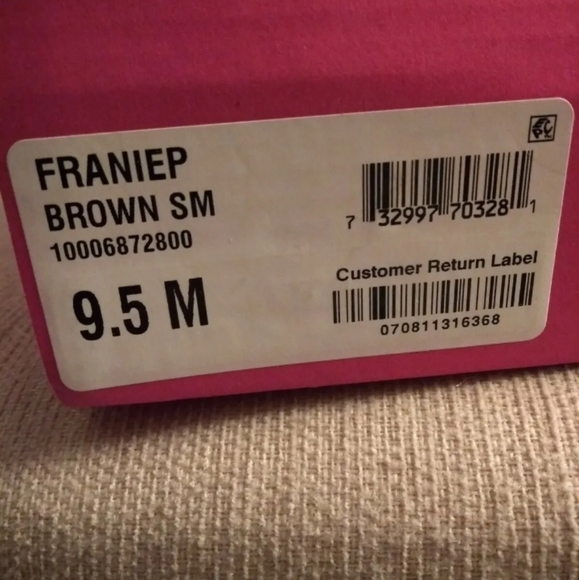 FRANIEP
BROWN SM
10006872800
9.5 M
7 32997 70328 1
Customer Return Label
070811316368